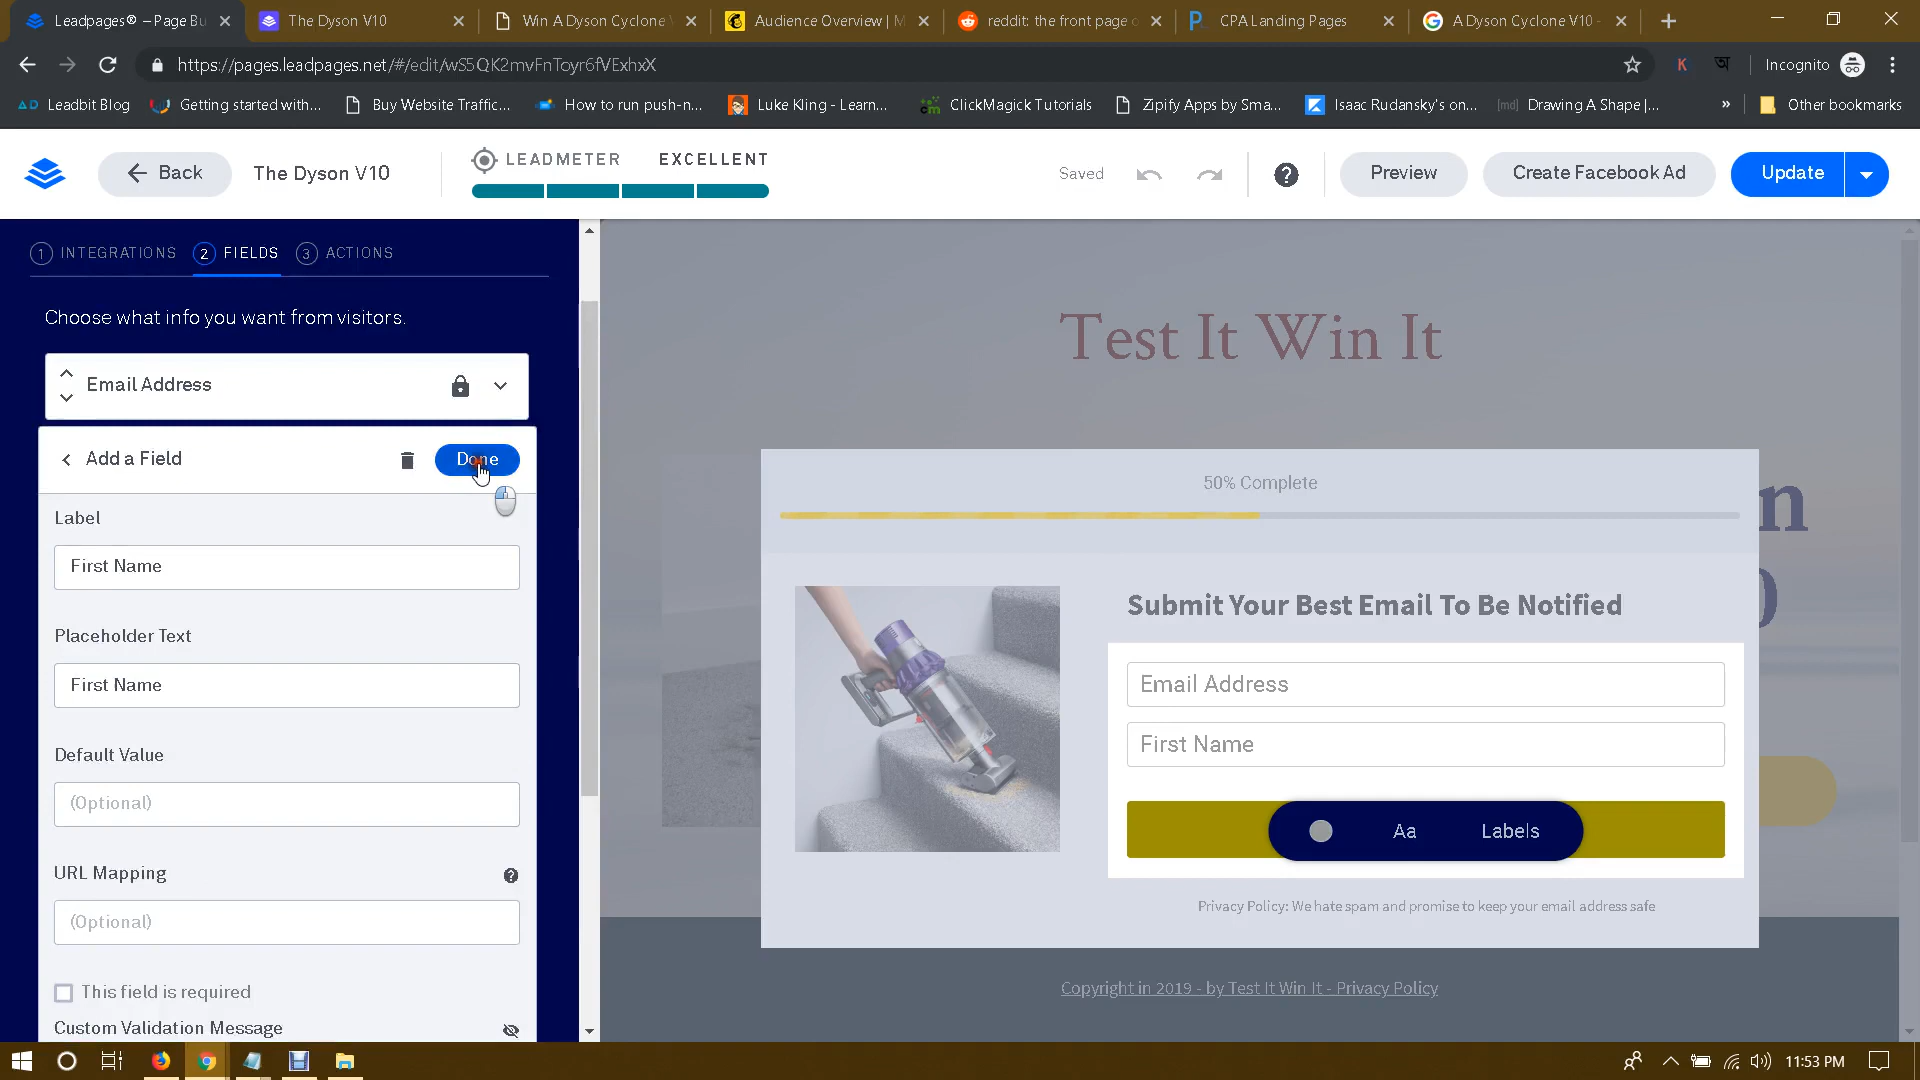 Leadpages® – Page Bu
The Dyson V10
Win A Dyson Cyclone V
Audience Overview | M
reddit: the front page o
CPA Landing Pages
A Dyson Cyclone V10 -
https://pages.leadpages.net/#/edit/wS5QK2mvFnToyr6fVExhxX
K
Incognito
Leadbit Blog
Getting started with...
Buy Website Traffic...
How to run push-n...
Luke Kling - Learn...
ClickMagick Tutorials
Zipify Apps by Sma...
Isaac Rudansky's on...
[md] Drawing A Shape |...
»
Other bookmarks
Back
The Dyson V10
LEADMETER EXCELLENT
Saved
Preview
Create Facebook Ad
Update
1 INTEGRATIONS
2 FIELDS
3 ACTIONS
Choose what info you want from visitors.
Email Address
Add a Field
Done
Label
First Name
Placeholder Text
First Name
Default Value
(Optional)
URL Mapping
(Optional)
This field is required
Custom Validation Message
Test It Win It
n
50% Complete
Submit Your Best Email To Be Notified
Email Address
First Name
Aa
Labels
Privacy Policy: We hate spam and promise to keep your email address safe
Copyright in 2019 - by Test It Win It - Privacy Policy
11:53 PM